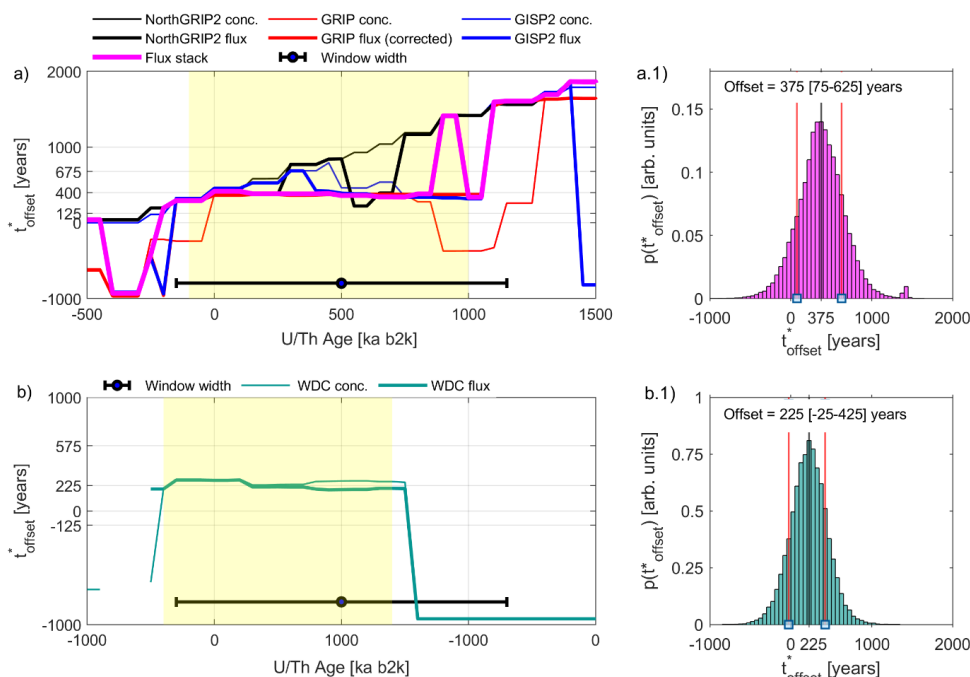 NorthGRIP2 conc. GRIP conc. GISP2 conc.
NorthGRIP2 flux GRIP flux (corrected) GISP2 flux
Flux stack Window width
a)
2000
1000
675
400
125
0
-1000
t*offset [years]
-500 0 500 1000 1500
U/Th Age [ka b2k]
a.1)
Offset = 375 [75-625] years
0.15
0.1
0.05
0
p(t*offset) [arb. units]
-1000 0 375 1000 2000
t*offset [years]
b)
Window width WDC conc. WDC flux
1000
575
225
0
-125
-1000
t*offset [years]
-1000 0 1000 -1000 0
U/Th Age [ka b2k]
b.1)
Offset = 225 [-25-425] years
1
0.75
0.5
0.25
0
p(t*offset) [arb. units]
-1000 0 225 1000 2000
t*offset [years]